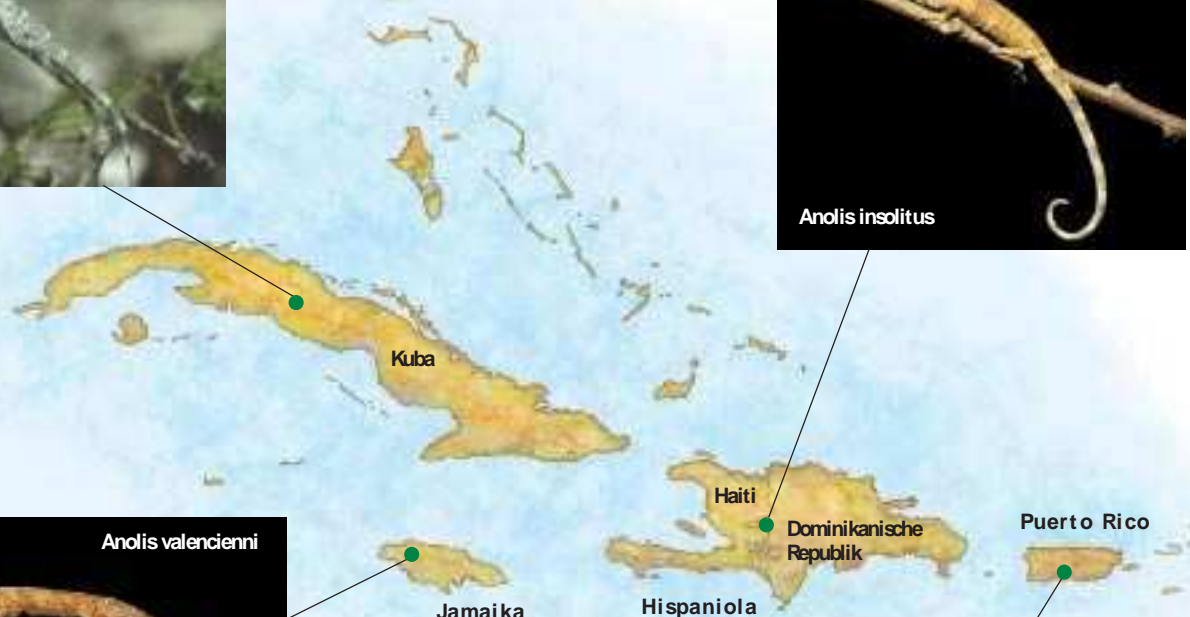 Anolis insolitus
Kuba
Haiti
Dominikanische
Republik
Puerto Rico
Anolis valencienni
Jamaika
Hispaniola